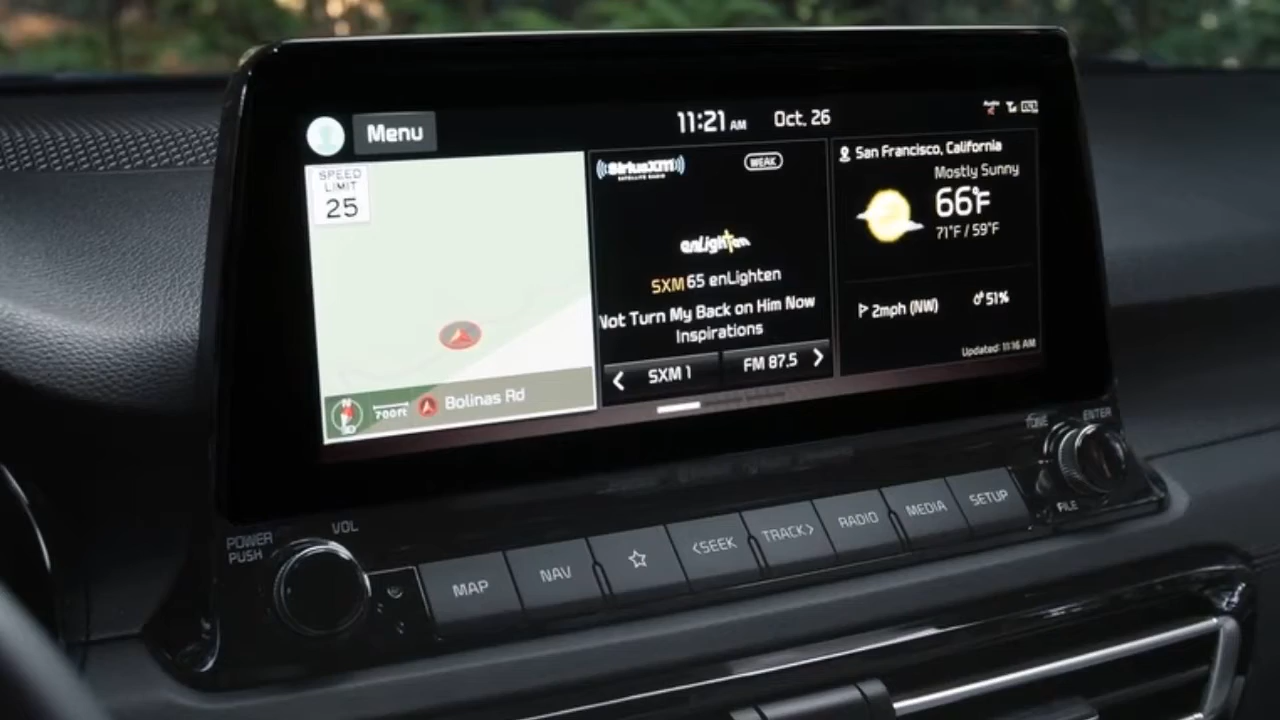 Menu
11:21 AM
Oct. 26
SPEED
LIMIT
25
N
700ft
Bolinas Rd
SiriusXM
SATELLITE RADIO
WEAK
enLighten
SXM 65 enLighten
Not Turn My Back on Him Now
Inspirations
SXM 1
FM 87.5
San Francisco, California
Mostly Sunny
66°F
71°F / 59°F
2mph (NW)
51%
Updated: 11:16 AM
POWER
PUSH
VOL
MAP
NAV
<SEEK
TRACK>
RADIO
MEDIA
SETUP
TUNE
ENTER
FILE